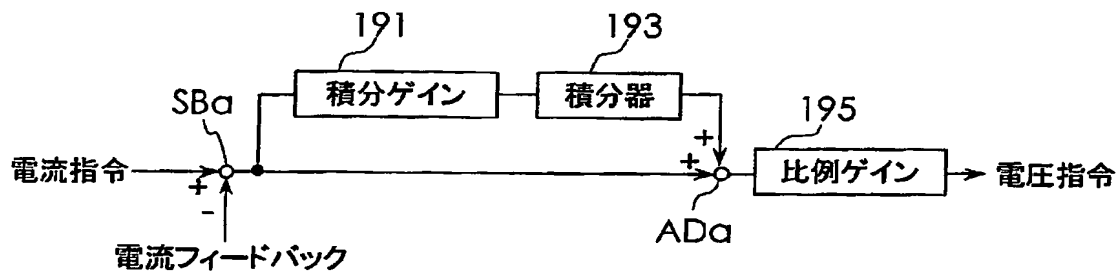 191
193
積分ゲイン
積分器
SBa
195
電流指令
+
-
+
+
比例ゲイン
電圧指令
ADa
電流フィードバック